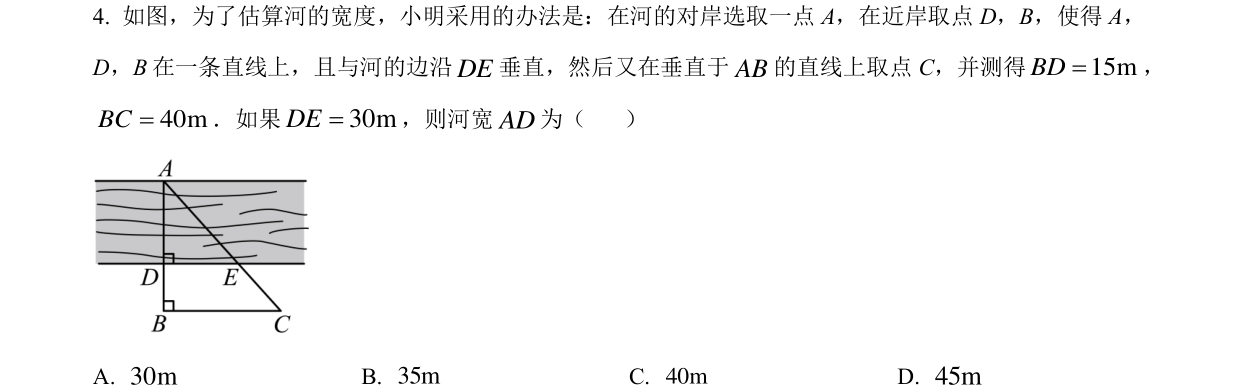 4. 如图，为了估算河的宽度，小明采用的办法是：在河的对岸选取一点 A，在近岸取点 D，B，使得 A，
D，B 在一条直线上，且与河的边沿 DE 垂直，然后又在垂直于 AB 的直线上取点 C，并测得 BD = 15m，
BC = 40m．如果 DE = 30m，则河宽 AD 为（ ）
A
D E
B C
A. 30m B. 35m C. 40m D. 45m